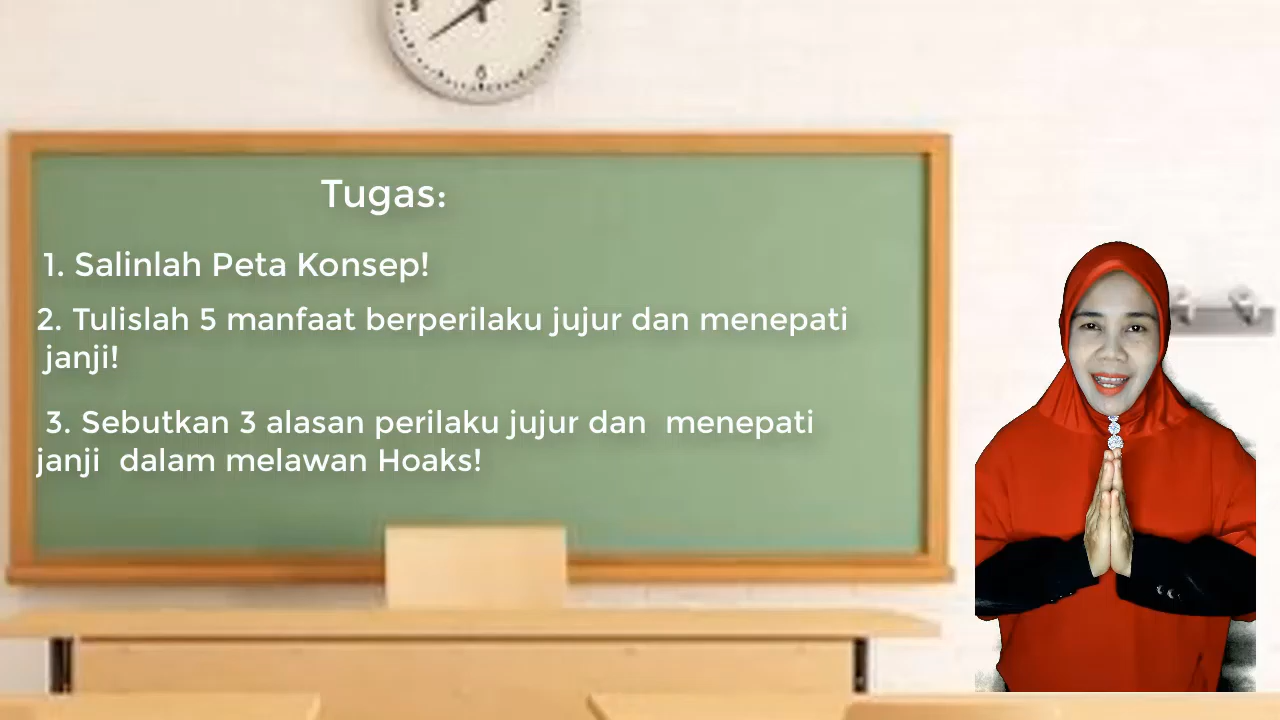 Tugas:
1. Salinlah Peta Konsep!
2. Tulislah 5 manfaat berperilaku jujur dan menepati
janji!
3. Sebutkan 3 alasan perilaku jujur dan menepati
janji dalam melawan Hoaks!
6